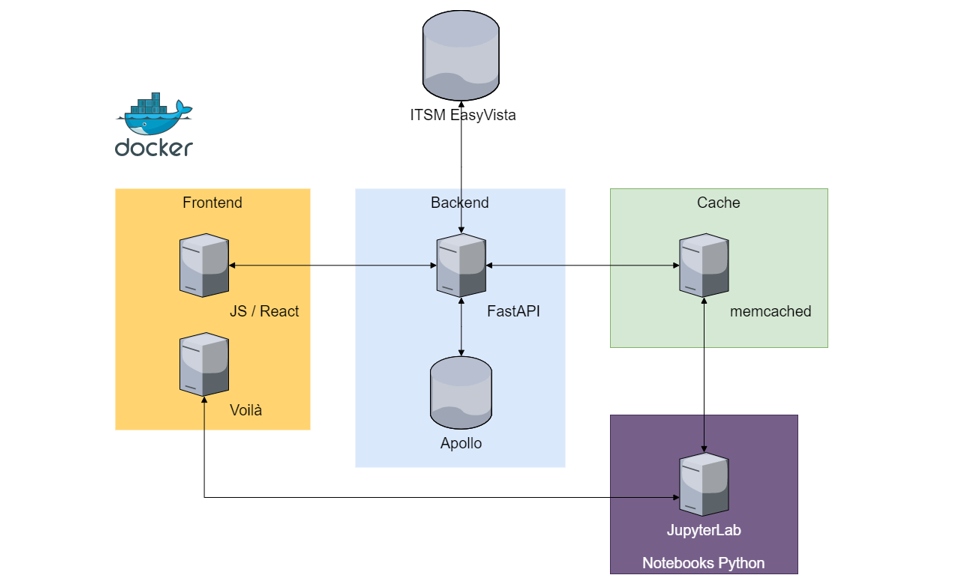 ITSM EasyVista
docker
Frontend
Backend
Cache
JS / React
FastAPI
memcached
Voilà
Apollo
JupyterLab
Notebooks Python